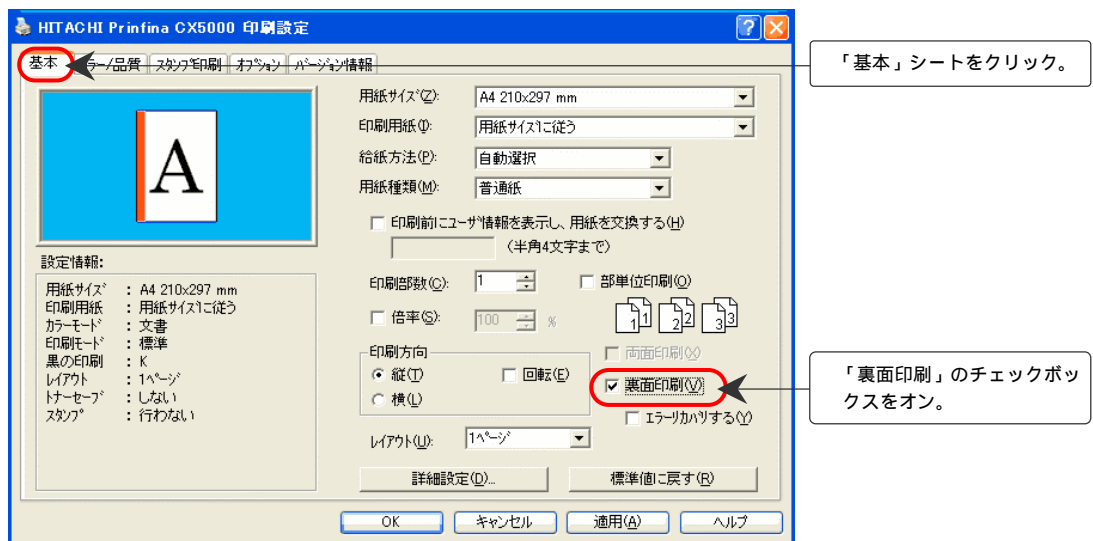 HITACHI Prinfina CX5000 印刷設定
基本 カラー/品質 スタンプ印刷 オプション バージョン情報
「基本」シートをクリック。
A
用紙サイズ(Z): A4 210x297 mm
印刷用紙(I): 用紙サイズに従う
給紙方法(P): 自動選択
用紙種類(M): 普通紙
印刷前にユーザ情報を表示し、用紙を交換する(H)
(半角4文字まで)
印刷部数(C): 1 部単位印刷(O)
倍率(S): 100 %
1 1 2 2 3 3
印刷方向
縦(T) 回転(E)
横(L)
両面印刷(X)
裏面印刷(V)
エラーリカバリする(Y)
「裏面印刷」のチェックボッ
クスをオン。
レイアウト(U): 1ページ
詳細設定(D)... 標準値に戻す(R)
設定情報:
用紙サイズ : A4 210x297 mm
印刷用紙 : 用紙サイズに従う
カラーモード : 文書
印刷モード : 標準
黒の印刷 : K
レイアウト : 1ページ
トナーセーブ : しない
スタンプ : 行わない
OK キャンセル 適用(A) ヘルプ